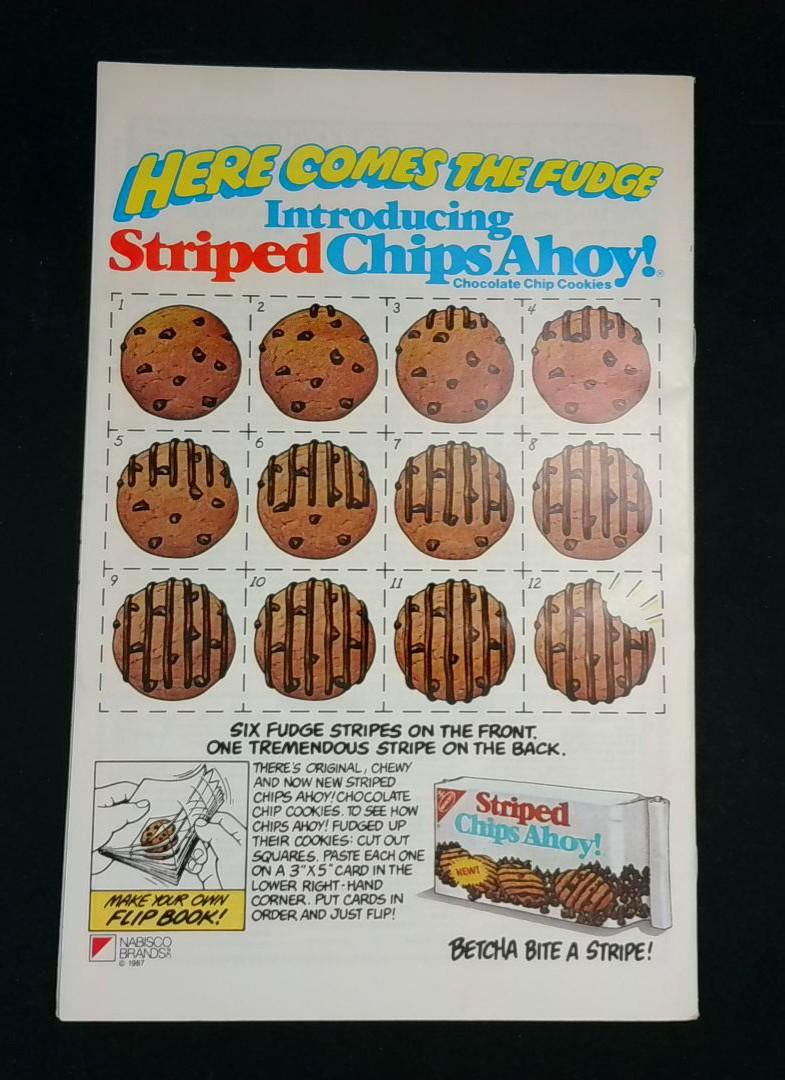 HERE COMES THE FUDGE
Introducing
Striped Chips Ahoy!®
Chocolate Chip Cookies
1 2 3 4
5 6 7 8
9 10 11 12
SIX FUDGE STRIPES ON THE FRONT.
ONE TREMENDOUS STRIPE ON THE BACK.
THERE'S ORIGINAL, CHEWY
AND NOW NEW STRIPED
CHIPS AHOY! CHOCOLATE
CHIP COOKIES. TO SEE HOW
CHIPS AHOY! FUDGED UP
THEIR COOKIES: CUT OUT
SQUARES. PASTE EACH ONE
ON A 3"X5" CARD IN THE
LOWER RIGHT-HAND
CORNER. PUT CARDS IN
ORDER AND JUST FLIP!
MAKE YOUR OWN
FLIP BOOK!
NABISCO
BRANDS
© 1987
Striped
Chips Ahoy!
NEW!
BETCHA BITE A STRIPE!